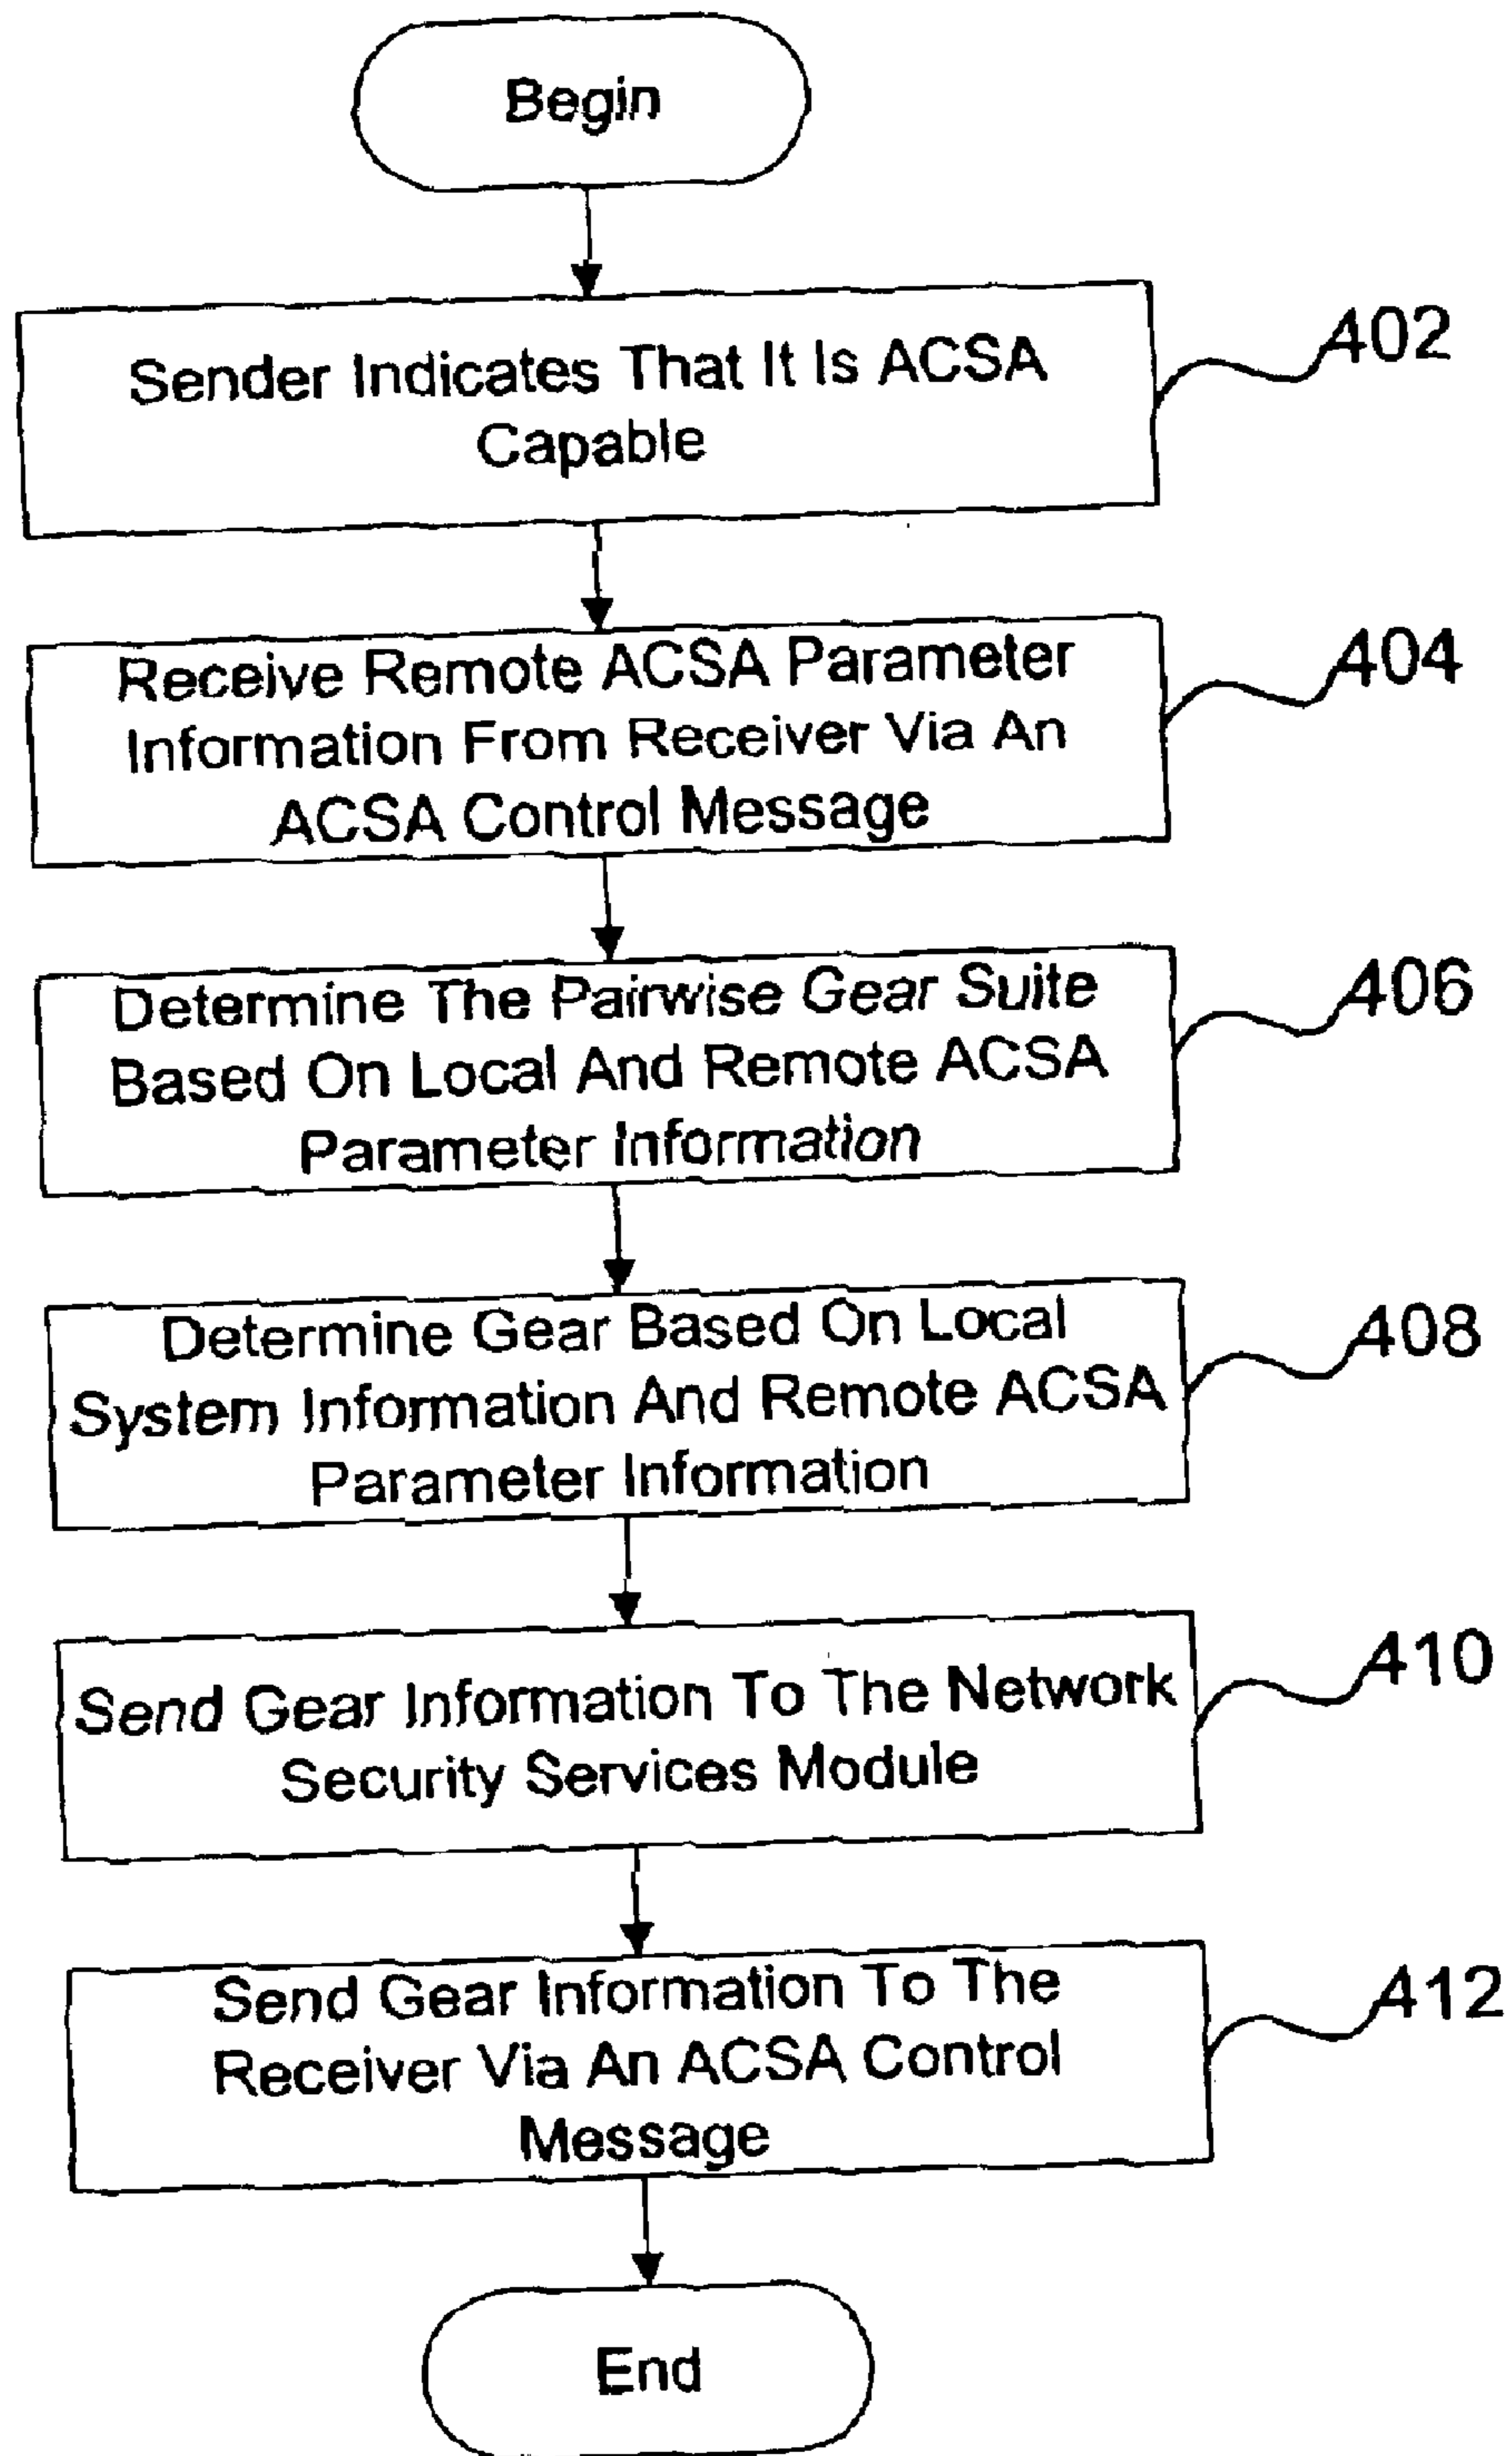 Begin
Sender Indicates That It Is ACSA
Capable
402
Receive Remote ACSA Parameter
Information From Receiver Via An
ACSA Control Message
404
Determine The Pairwise Gear Suite
Based On Local And Remote ACSA
Parameter Information
406
Determine Gear Based On Local
System Information And Remote ACSA
Parameter Information
408
Send Gear Information To The Network
Security Services Module
410
Send Gear Information To The
Receiver Via An ACSA Control
Message
412
End